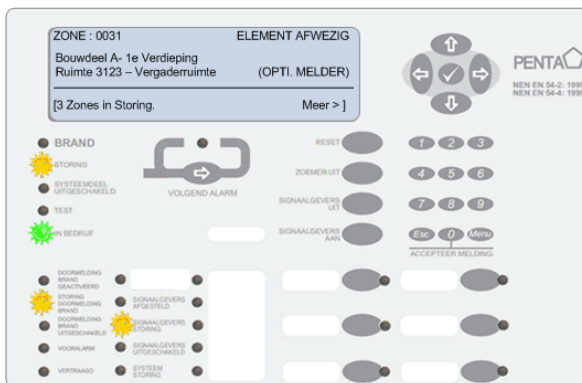 ZONE : 0031 ELEMENT AFWEZIG
Bouwdeel A- 1e Verdieping
Ruimte 3123 – Vergaderruimte (OPTI. MELDER)
[3 Zones in Storing. Meer > ]
PENTA
NEN EN 54-2: 199
NEN EN 54-4: 199
BRAND
STORING
SYSTEEMDEEL
UITGESCHAKELD
TEST
IN BEDRIJF
VOLGEND ALARM
RESET
ZOEMER UIT
SIGNAALGEVERS
UIT
SIGNAALGEVERS
AAN
1 2 3
4 5 6
7 8 9
Esc 0 Menu
ACCEPTEER MELDING
DOORMELDING
BRAND
GEACTIVEERD
STORING
DOORMELDING
BRAND
DOORMELDING
BRAND
UITGESCHAKELD
VOORALARM
VERTRAAGD
SIGNAALGEVERS
AFGESTELD
SIGNAALGEVERS
STORING
SIGNAALGEVERS
UITGESCHAKELD
SYSTEEM
STORING